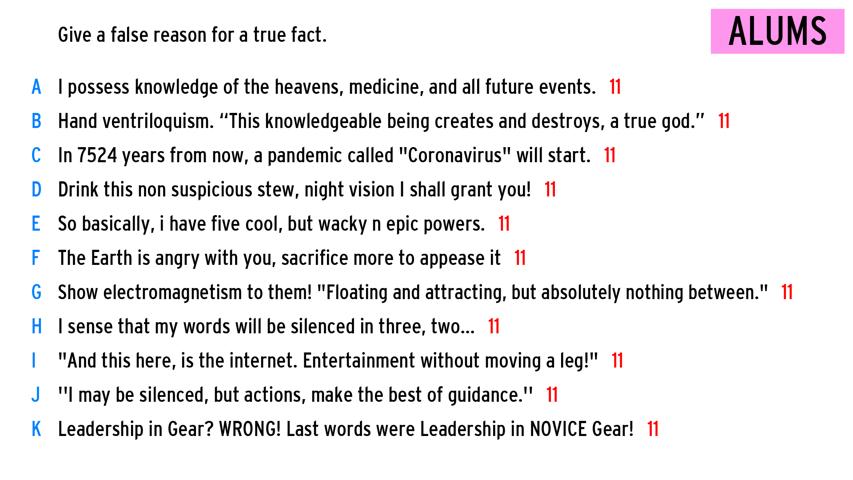 Give a false reason for a true fact.
ALUMS
A I possess knowledge of the heavens, medicine, and all future events. 11
B Hand ventriloquism. “This knowledgeable being creates and destroys, a true god.” 11
C In 7524 years from now, a pandemic called "Coronavirus" will start. 11
D Drink this non suspicious stew, night vision I shall grant you! 11
E So basically, i have five cool, but wacky n epic powers. 11
F The Earth is angry with you, sacrifice more to appease it 11
G Show electromagnetism to them! "Floating and attracting, but absolutely nothing between." 11
H I sense that my words will be silenced in three, two... 11
I "And this here, is the internet. Entertainment without moving a leg!" 11
J ''I may be silenced, but actions, make the best of guidance.'' 11
K Leadership in Gear? WRONG! Last words were Leadership in NOVICE Gear! 11